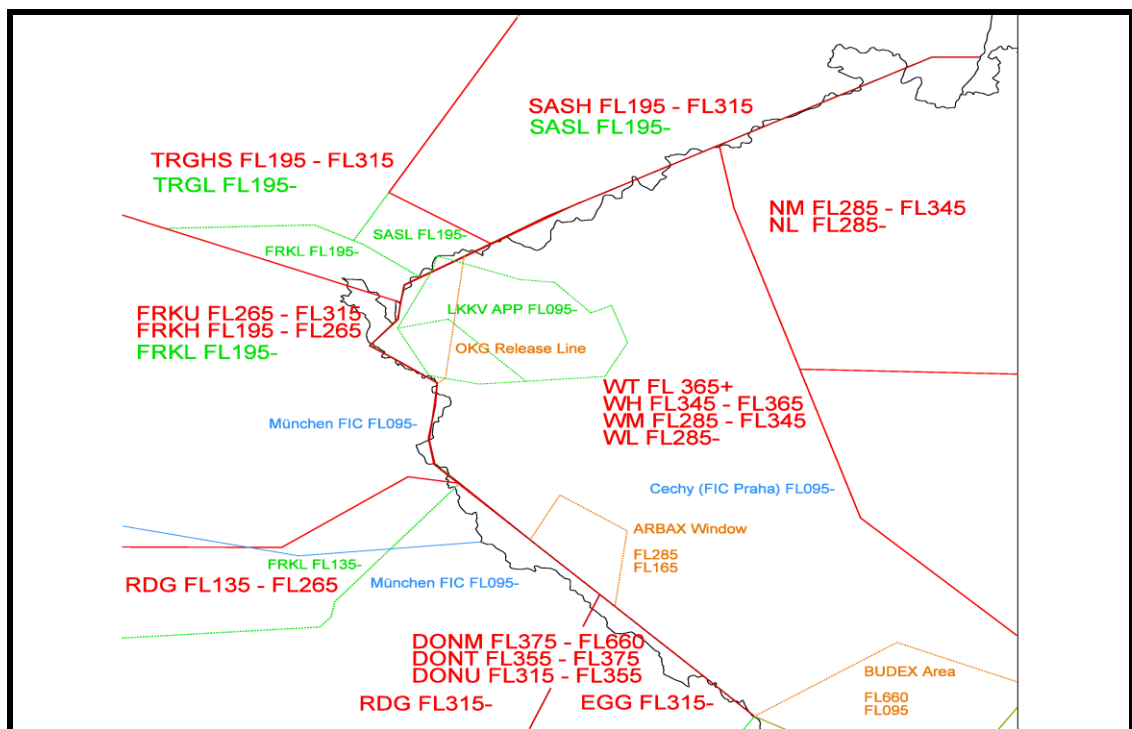 SASH FL195 - FL315
SASL FL195-
TRGHS FL195 - FL315
TRGL FL195-
NM FL285 - FL345
NL FL285-
SASL FL195-
FRKL FL195-
LKKV APP FL095-
FRKU FL265 - FL315
FRKH FL195 - FL265
FRKL FL195-
OKG Release Line
WT FL 365+
WH FL345 - FL365
WM FL285 - FL345
WL FL285-
München FIC FL095-
Cechy (FIC Praha) FL095-
ARBAX Window
FL285
FL165
FRKL FL135-
RDG FL135 - FL265
München FIC FL095-
DONM FL375 - FL660
DONT FL355 - FL375
DONU FL315 - FL355
RDG FL315-
EGG FL315-
BUDEX Area
FL660
FL095